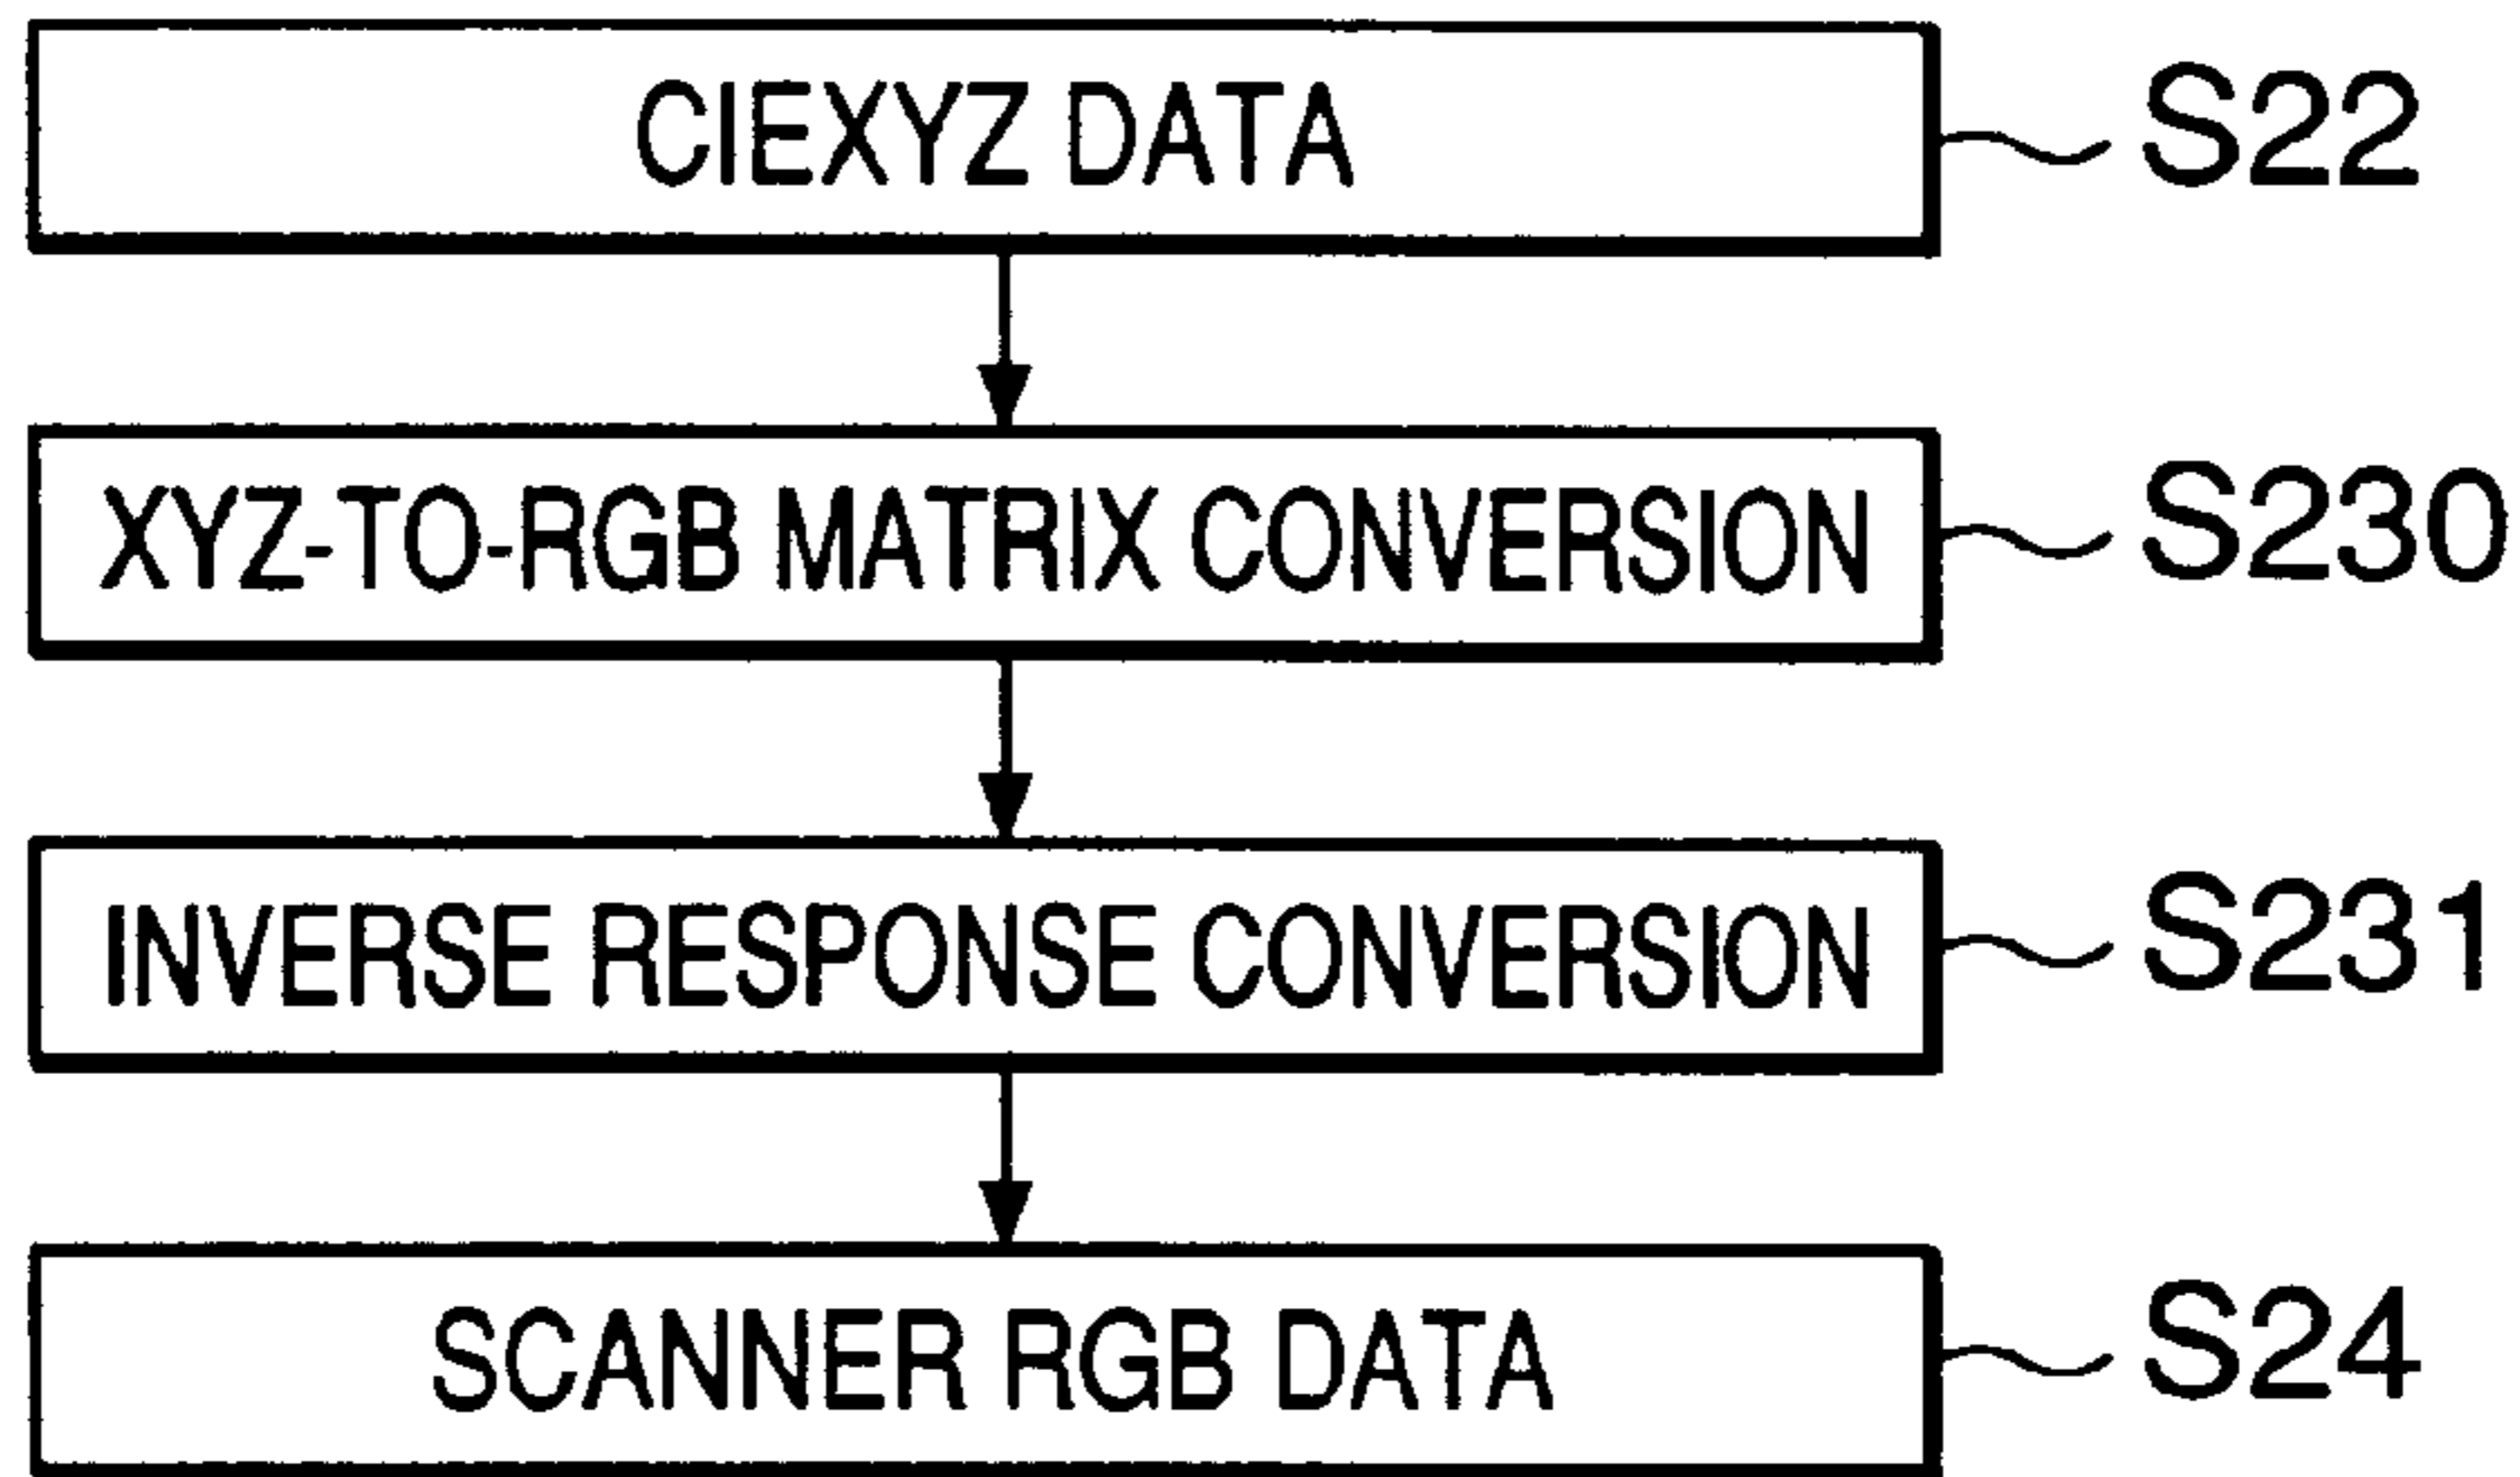 CIEXYZ DATA S22
XYZ-TO-RGB MATRIX CONVERSION S230
INVERSE RESPONSE CONVERSION S231
SCANNER RGB DATA S24